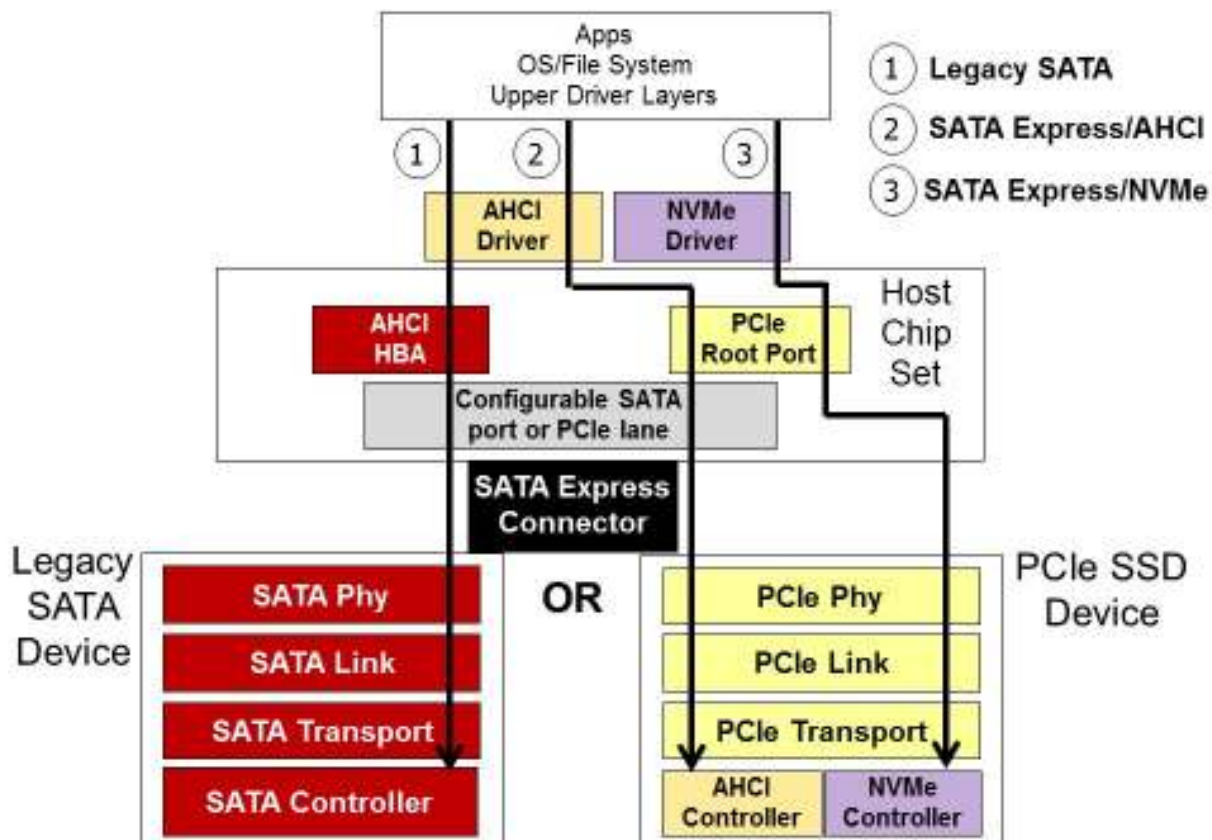 Apps
OS/File System
Upper Driver Layers
1 Legacy SATA
2 SATA Express/AHCI
3 SATA Express/NVMe
1
2
3
AHCI
Driver
NVMe
Driver
Host
Chip
Set
AHCI
HBA
PCIe
Root Port
Configurable SATA
port or PCIe lane
SATA Express
Connector
Legacy
SATA
Device
SATA Phy
SATA Link
SATA Transport
SATA Controller
OR
PCIe SSD
Device
PCIe Phy
PCIe Link
PCIe Transport
AHCI
Controller
NVMe
Controller